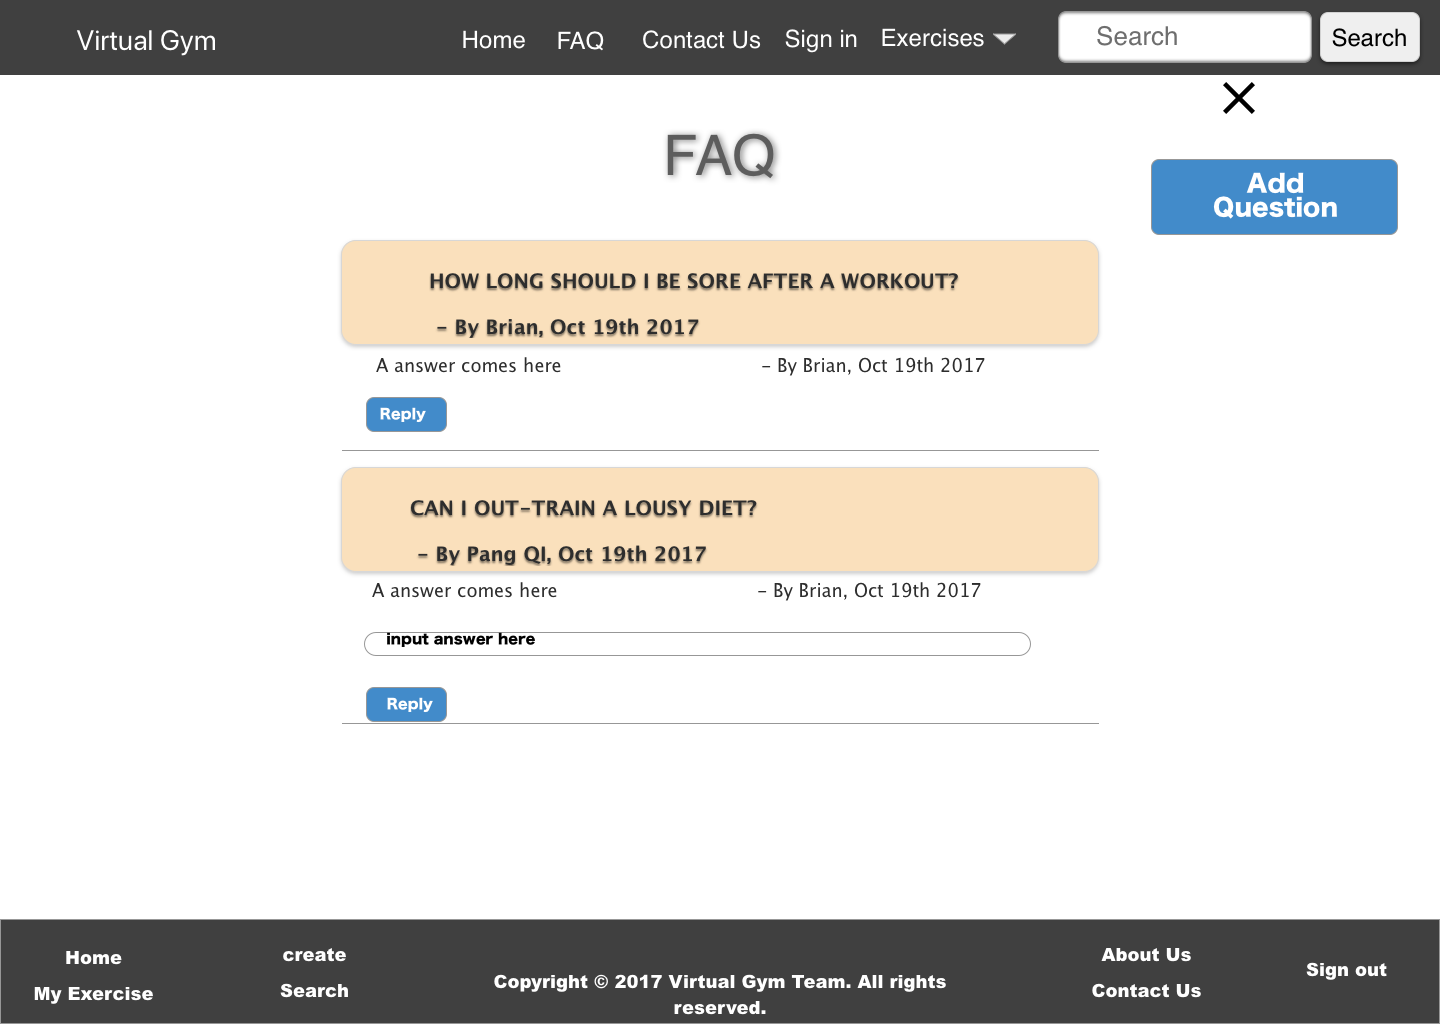 Virtual Gym
Home FAQ Contact Us Sign in Exercises
Search Search
FAQ
Add
Question
HOW LONG SHOULD I BE SORE AFTER A WORKOUT?
- By Brian, Oct 19th 2017
A answer comes here - By Brian, Oct 19th 2017
Reply
CAN I OUT-TRAIN A LOUSY DIET?
- By Pang QI, Oct 19th 2017
A answer comes here - By Brian, Oct 19th 2017
input answer here
Reply
Home
My Exercise
create
Search
Copyright © 2017 Virtual Gym Team. All rights
reserved.
About Us
Contact Us
Sign out